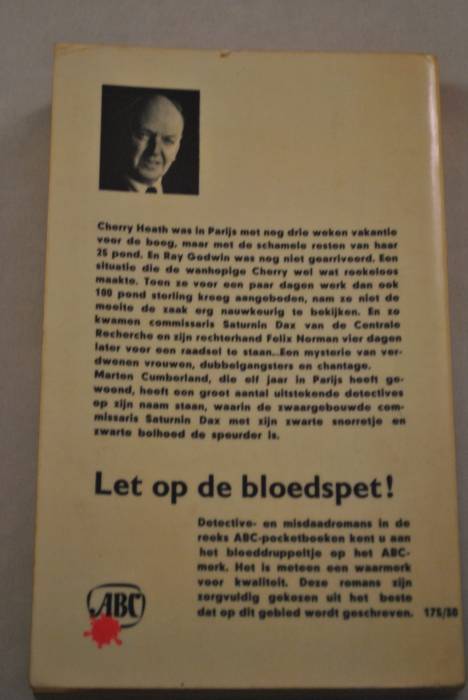 Cherry Heath was in Parijs met nog drie weken vakantie
voor de boeg, maar met de schamele resten van haar
25 pond. En Ray Godwin was nog niet gearriveerd. Een
situatie die de wanhopige Cherry wel wat roekeloos
maakte. Toen ze voor een paar dagen werk dan ook
100 pond sterling kreeg aangeboden, nam ze niet de
moeite de zaak erg nauwkeurig te bekijken. En zo
kwamen commissaris Saturnin Dax van de Centrale
Recherche en zijn rechterhand Felix Norman vier dagen
later voor een raadsel te staan...Een mysterie van ver-
dwenen vrouwen, dubbelgangsters en chantage.
Marten Cumberland, die elf jaar in Parijs heeft ge-
woond, heeft een groot aantal uitstekende detectives
op zijn naam staan, waarin de zwaargebouwde com-
missaris Saturnin Dax met zijn zwarte snorretje en
zwarte bolhoed de speurder is.
Let op de bloedspet!
Detective- en misdaadromans in de
reeks ABC-pocketboeken kent u aan
het bloeddruppeltje op het ABC-
merk. Het is meteen een waarmerk
voor kwaliteit. Deze romans zijn
zorgvuldig gekozen uit het beste
dat op dit gebied wordt geschreven. 175/50
ABC